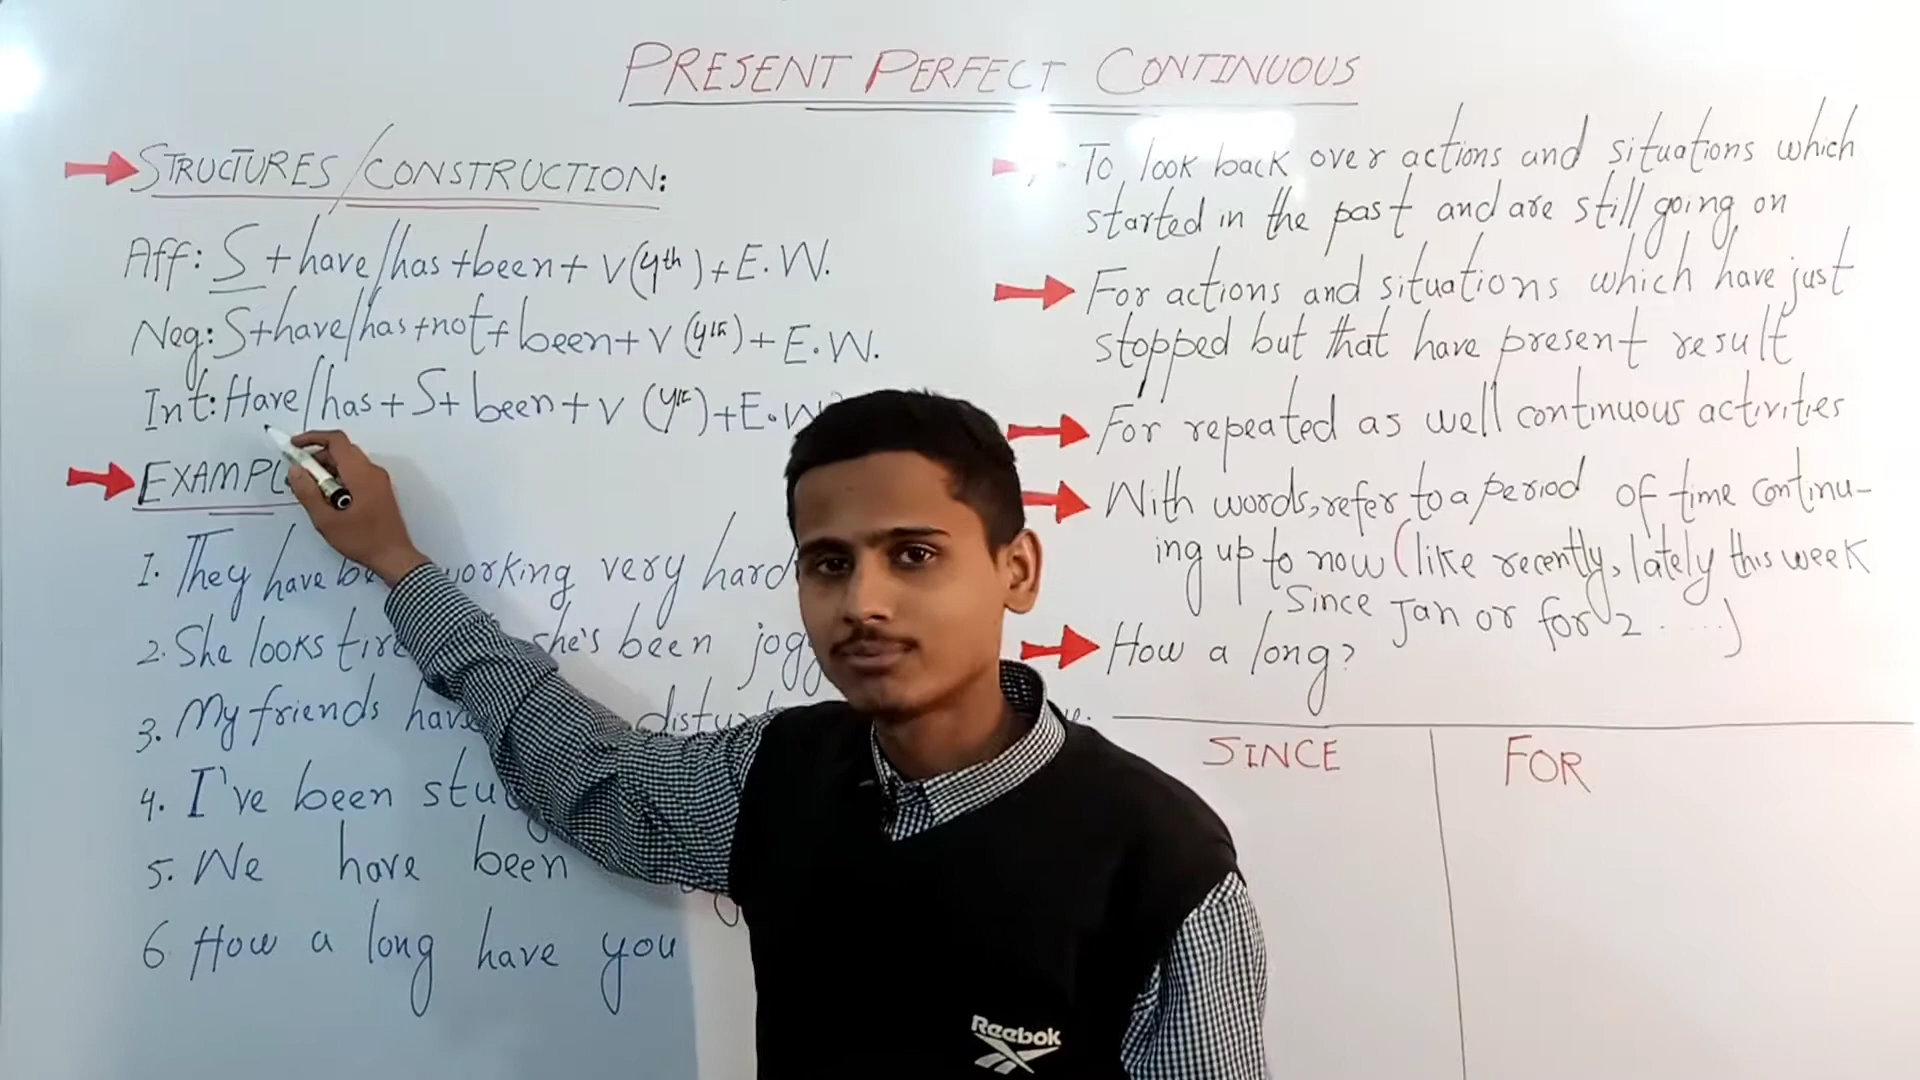 PRESENT PERFECT CONTINUOUS
STRUCTURES/CONSTRUCTION:
Aff: S+have/has+been+V(4th)+E.W.
Neg: S+have/has+not+been+V(4th)+E.W.
Int: Have/has+S+been+V(4th)+E.W
EXAMPL
1. They have working very hard
2. She looks she's been
3. My friends
4. I've been
5. We have been
6 How a long have you
To look back over actions and situations which
started in the past and are still going on
For actions and situations which have just
stopped but that have present result
For repeated as well continuous activities
With words, refer to a period of time continu-
ing up to now (like recently, lately this week
Since Jan or for 2 .....)
How a long?
SINCE
FOR
Reebok